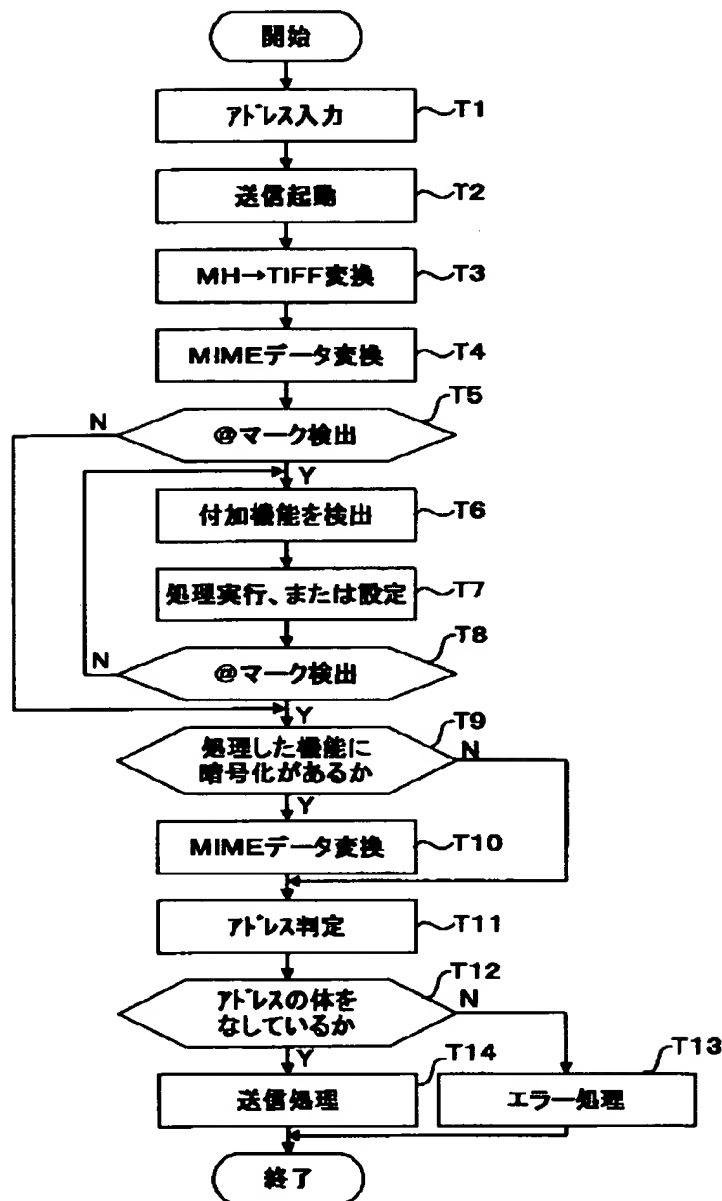 開始
アドレス入力 T1
送信起動 T2
MH→TIFF変換 T3
MIMEデータ変換 T4
T5
N
@マーク検出
Y
付加機能を検出 T6
処理実行、または設定 T7
T8
N
@マーク検出
Y
T9
処理した機能に
暗号化があるか
N
Y
MIMEデータ変換 T10
アドレス判定 T11
T12
アドレスの体を
なしているか
N
Y
T14
T13
送信処理
エラー処理
終了